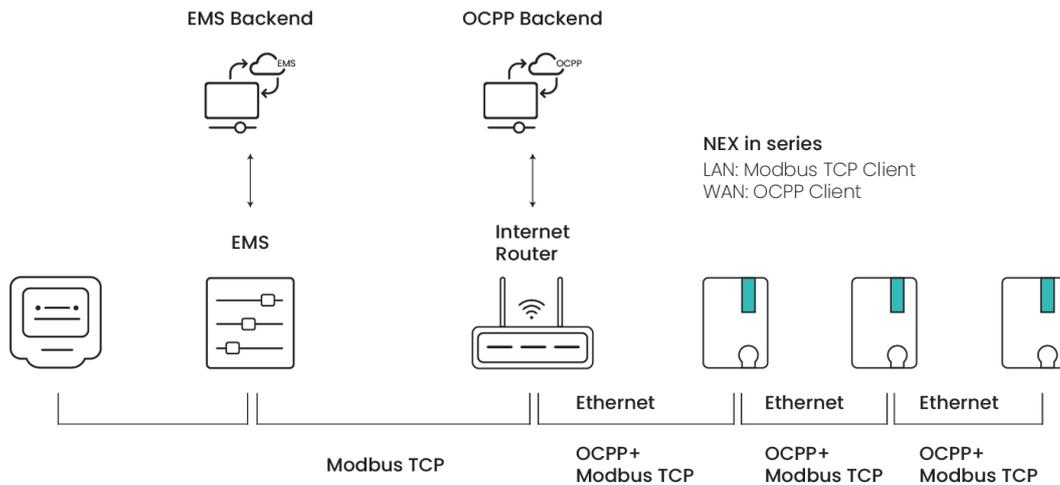 EMS Backend
OCPP Backend
EMS
OCPP
NEX in series
LAN: Modbus TCP Client
WAN: OCPP Client
EMS
Internet
Router
Ethernet
Ethernet
Ethernet
Modbus TCP
OCPP+
Modbus TCP
OCPP+
Modbus TCP
OCPP+
Modbus TCP